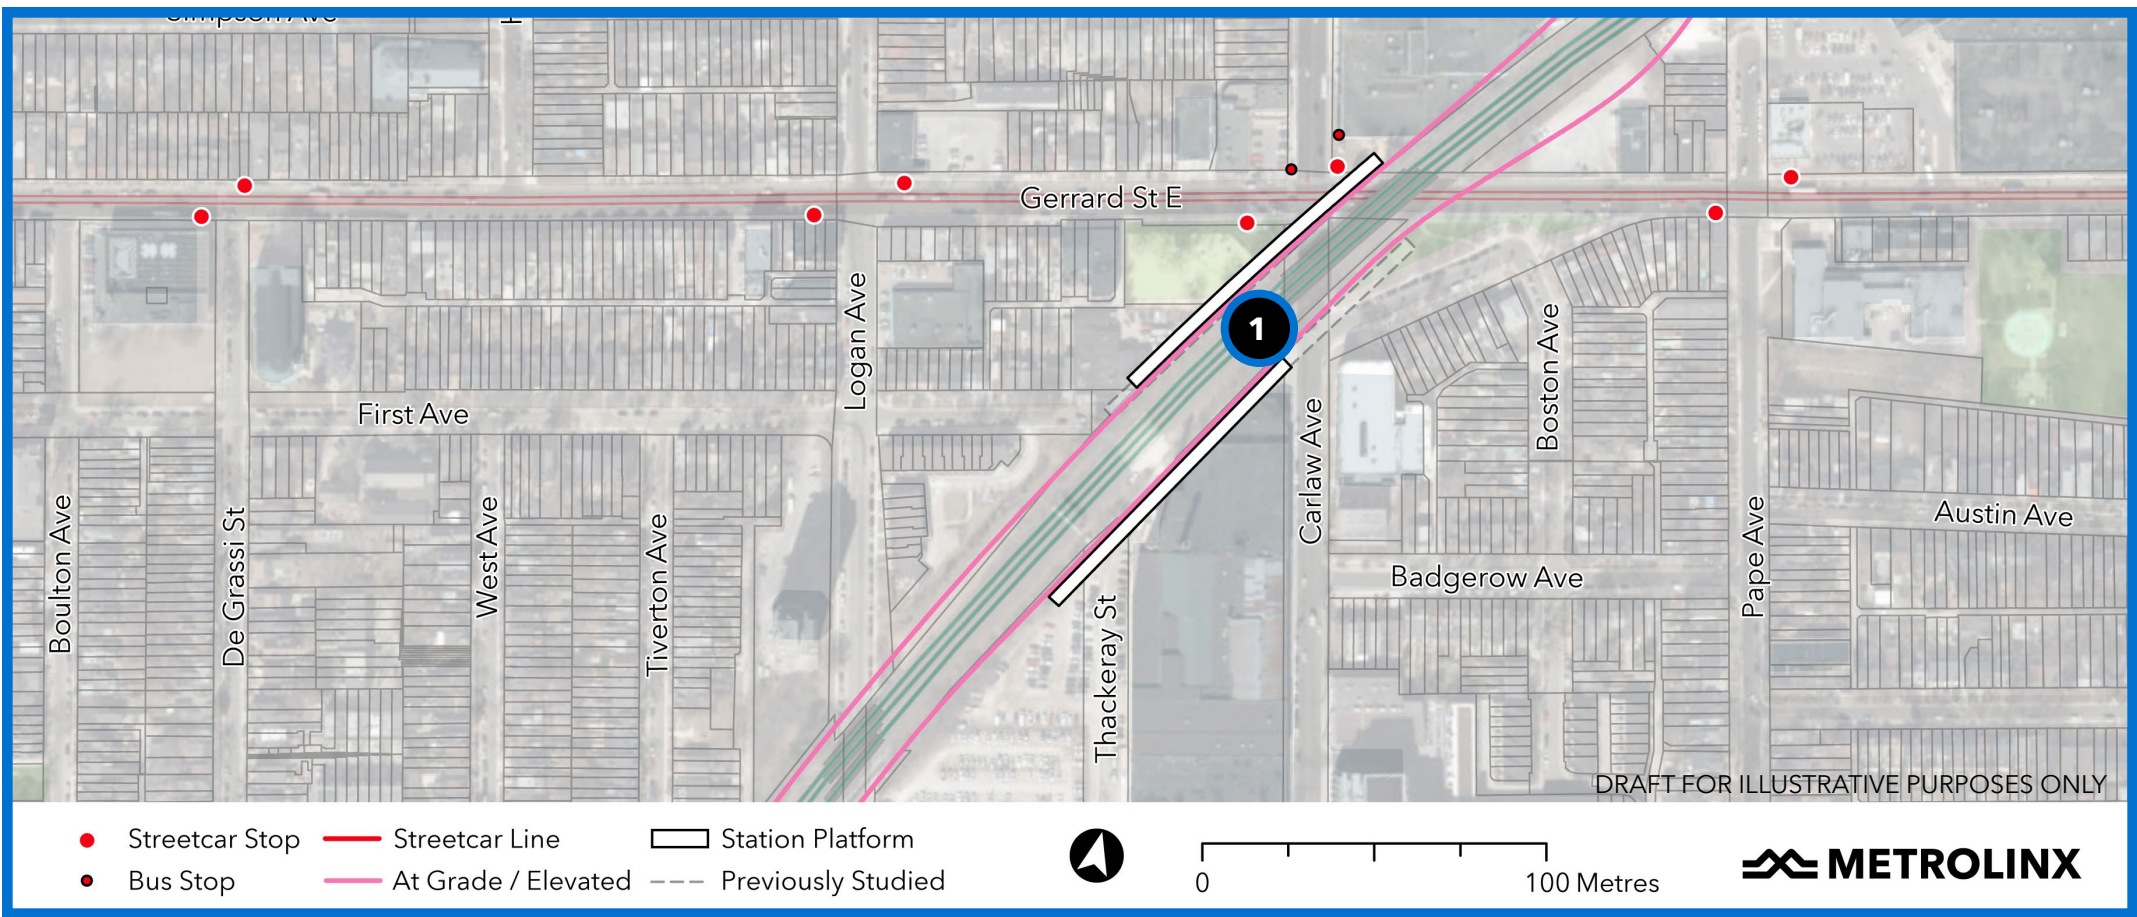 Simpson Ave
Gerrard St E
Logan Ave
First Ave
Boston Ave
Carlaw Ave
Boulton Ave
De Grassi St
West Ave
Tiverton Ave
Pape Ave
Austin Ave
Badgerow Ave
Thackeray St
1
DRAFT FOR ILLUSTRATIVE PURPOSES ONLY
Streetcar Stop
Streetcar Line
Station Platform
Bus Stop
At Grade / Elevated
Previously Studied
0
100 Metres
METROLINX